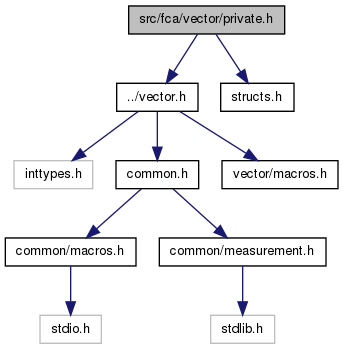 src/fca/vector/private.h
../vector.h
structs.h
inttypes.h
common.h
vector/macros.h
common/macros.h
common/measurement.h
stdio.h
stdlib.h